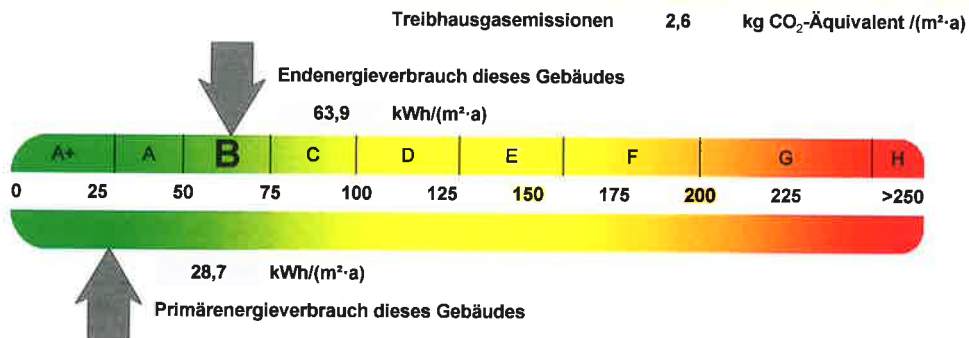 Treibhausgasemissionen 2,6 kg CO₂-Äquivalent /(m²·a)
Endenergieverbrauch dieses Gebäudes
63,9 kWh/(m²·a)
A+ A B C D E F G H
0 25 50 75 100 125 150 175 200 225 >250
28,7 kWh/(m²·a)
Primärenergieverbrauch dieses Gebäudes